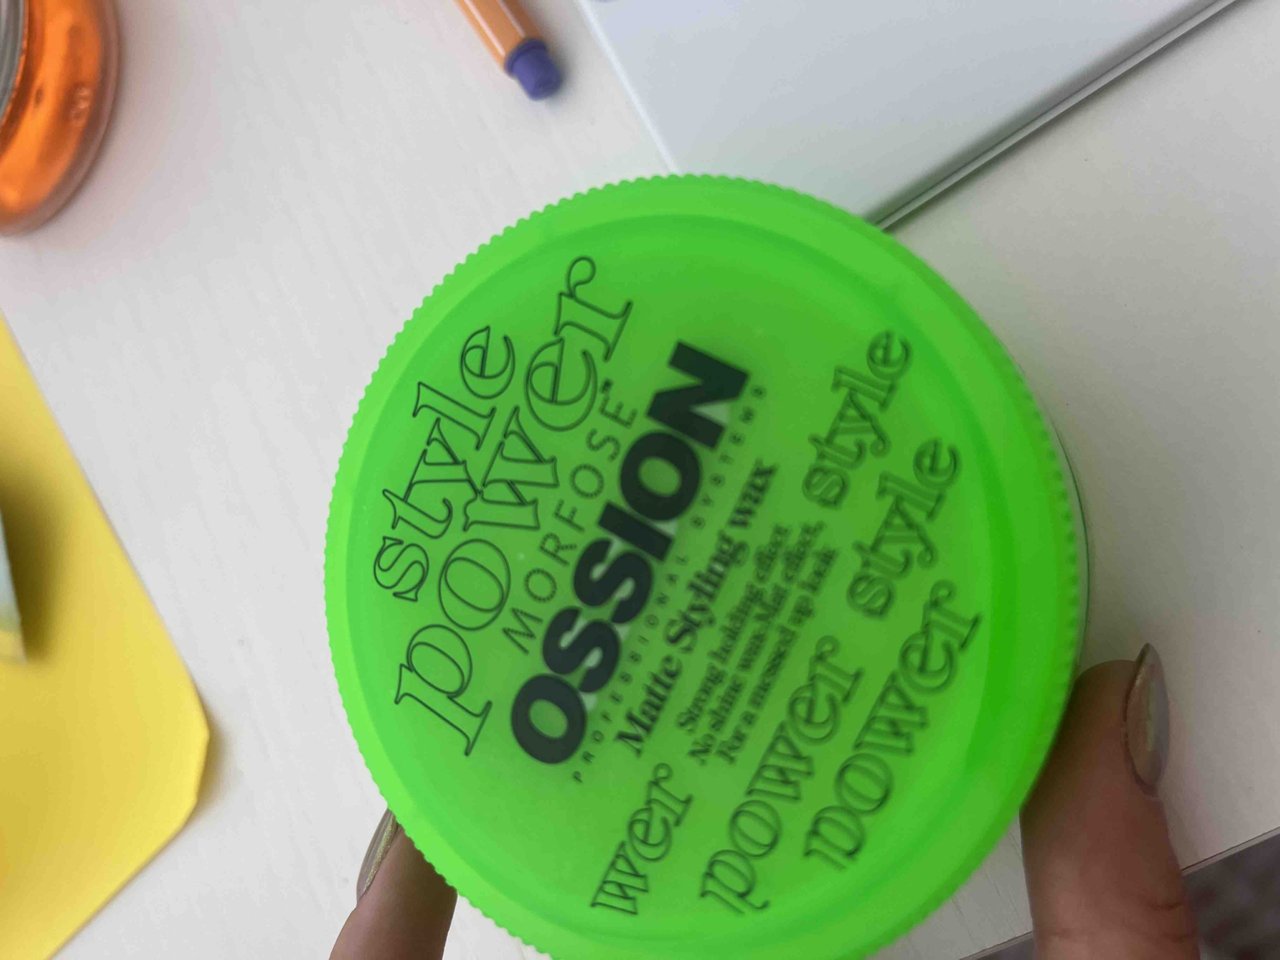 style
power
MORFOSE™
OSSION
PROFESSIONAL SYSTEMS
Matte Styling wax
Strong holding effect
No shine wax-Mat effect,
For a messed up look
style
style
wer
power
power